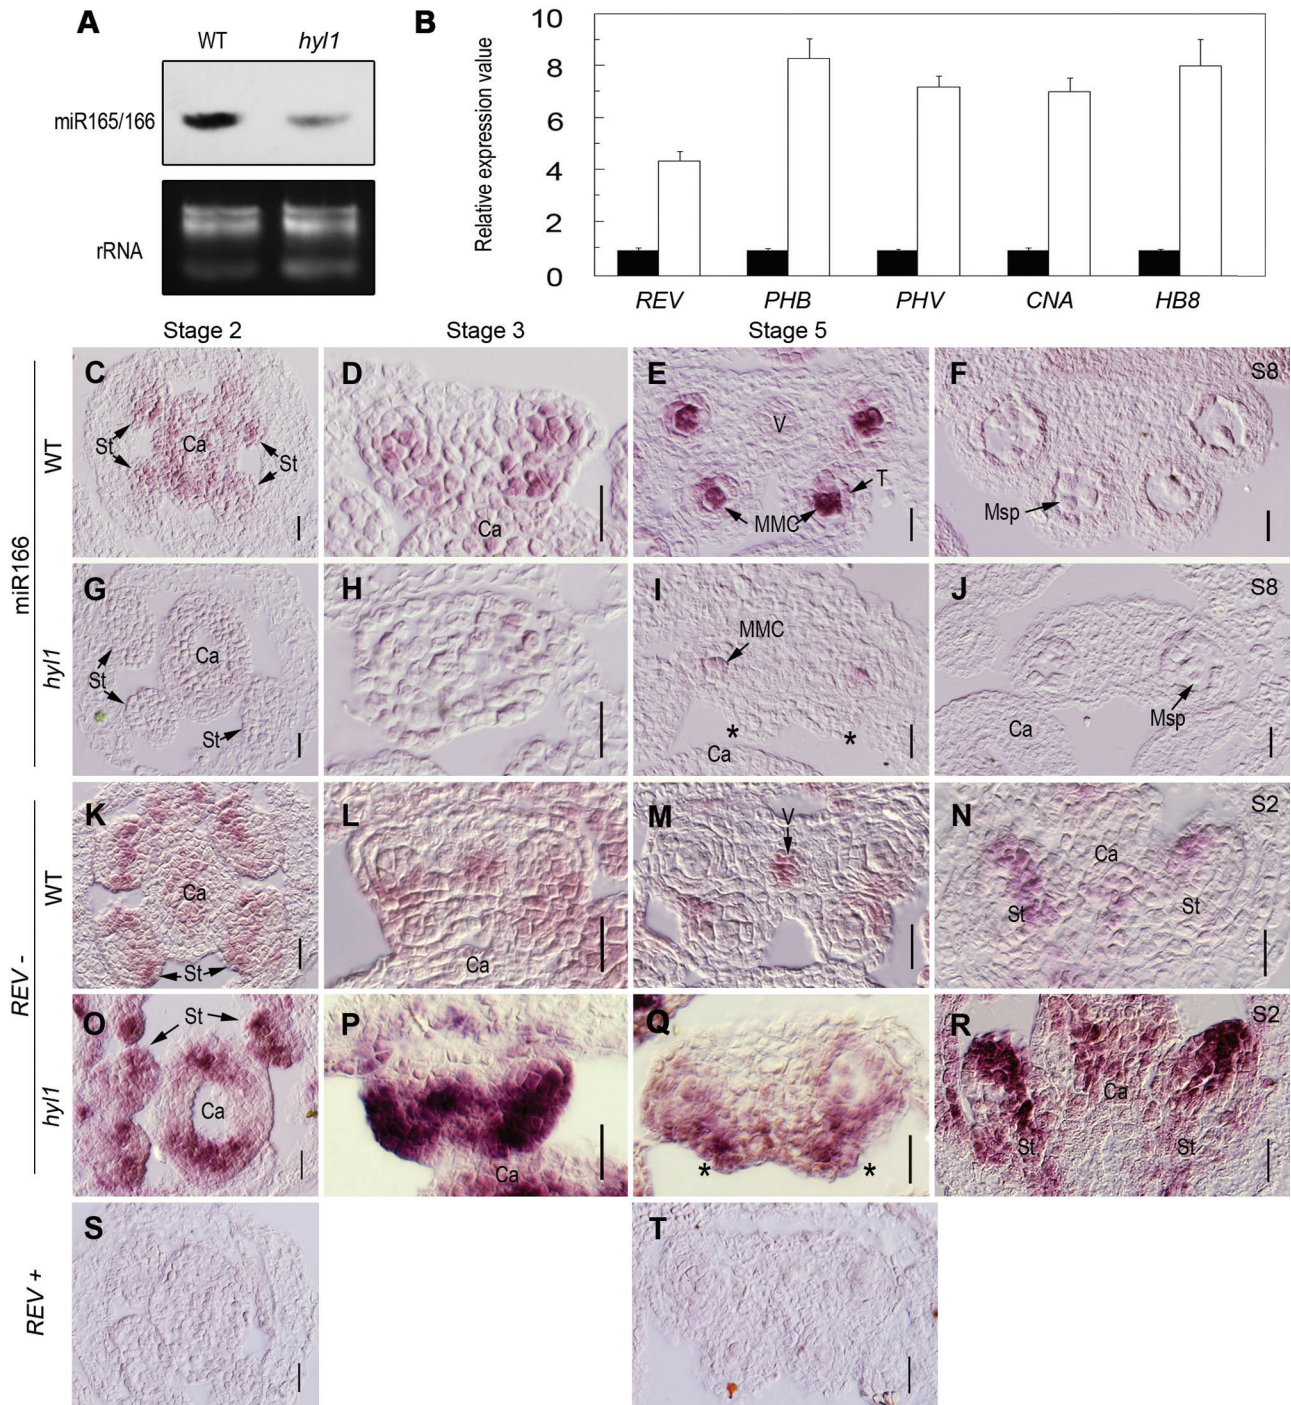 A
WT
hyl1
miR165/166
rRNA
B
Relative expression value
10
8
6
4
2
0
REV
PHB
PHV
CNA
HB8
Stage 2
Stage 3
Stage 5
miR166
WT
C
St
Ca
St
D
Ca
E
V
T
MMC
F
S8
Msp
hyl1
G
Ca
St
St
H
I
MMC
*
*
Ca
J
S8
Msp
Ca
REV -
WT
K
Ca
St
L
Ca
M
V
N
S2
Ca
St
St
hyl1
O
St
Ca
P
Ca
Q
*
*
R
S2
Ca
St
St
REV +
S
T